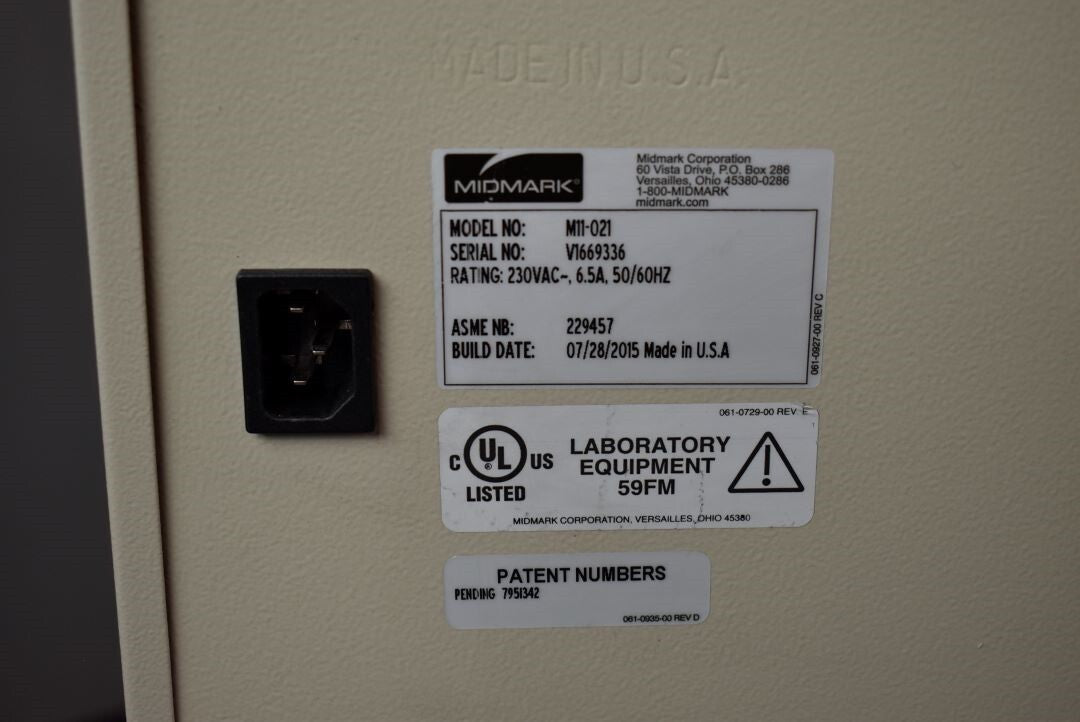 MADE IN U.S.A.
MIDMARK®
Midmark Corporation
60 Vista Drive, P.O. Box 286
Versailles, Ohio 45380-0286
1-800-MIDMARK
midmark.com
MODEL NO: M11-021
SERIAL NO: V1669336
RATING: 230VAC~, 6.5A, 50/60HZ
ASME NB: 229457
BUILD DATE: 07/28/2015 Made in U.S.A
061-0927-00 REV C
061-0729-00 REV E
C UL ® US
LISTED
LABORATORY
EQUIPMENT
59FM
!
MIDMARK CORPORATION, VERSAILLES, OHIO 45380
PATENT NUMBERS
PENDING 7951342
061-0935-00 REV D